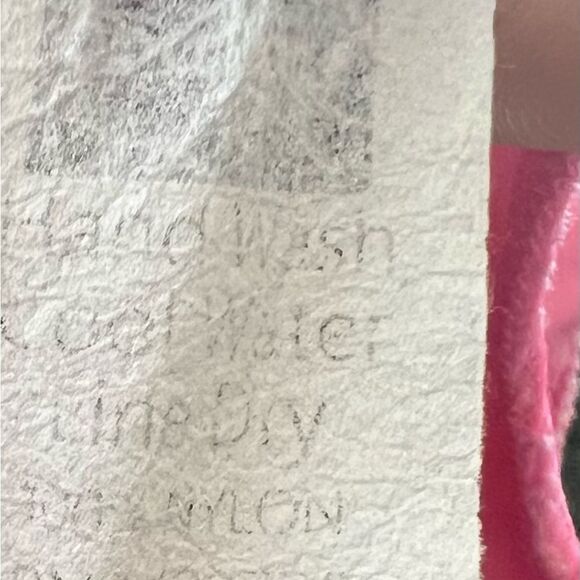 Hand Wash
Cool Water
Line Dry
NYLON